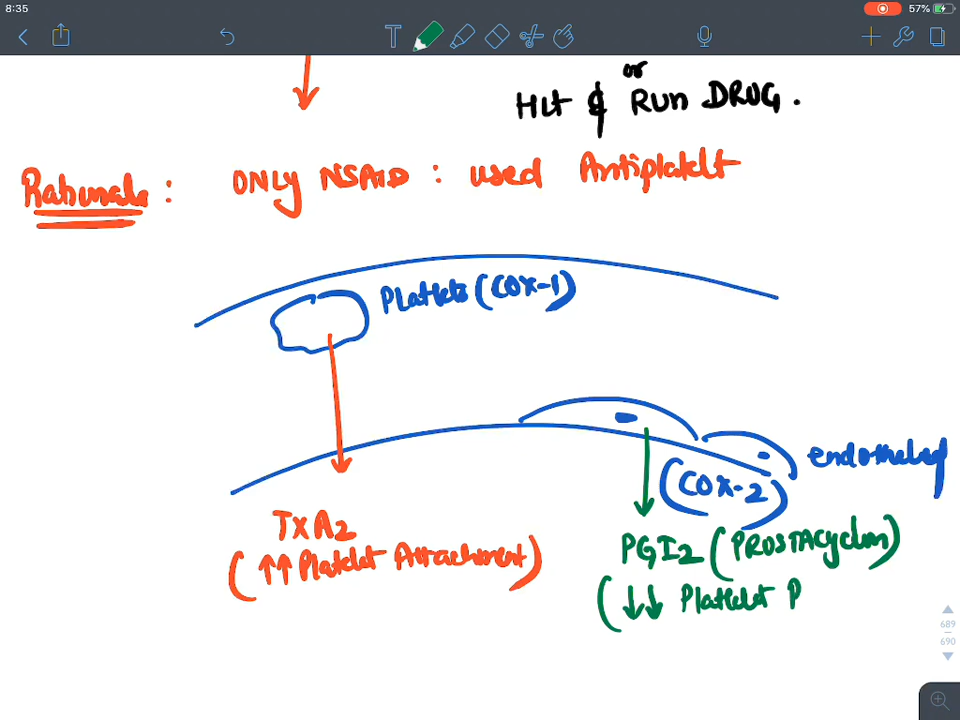 8:35
57%
T
or
Hit & Run DRUG.
Rationale : ONLY NSAID : used Antiplatelt
Platelets (COX-1)
endothelial
(COX-2)
TXA2
(↑↑ Platelet Attachment)
PGI2 (PROSTAcyclin)
(↓↓ Platelet P
689
690